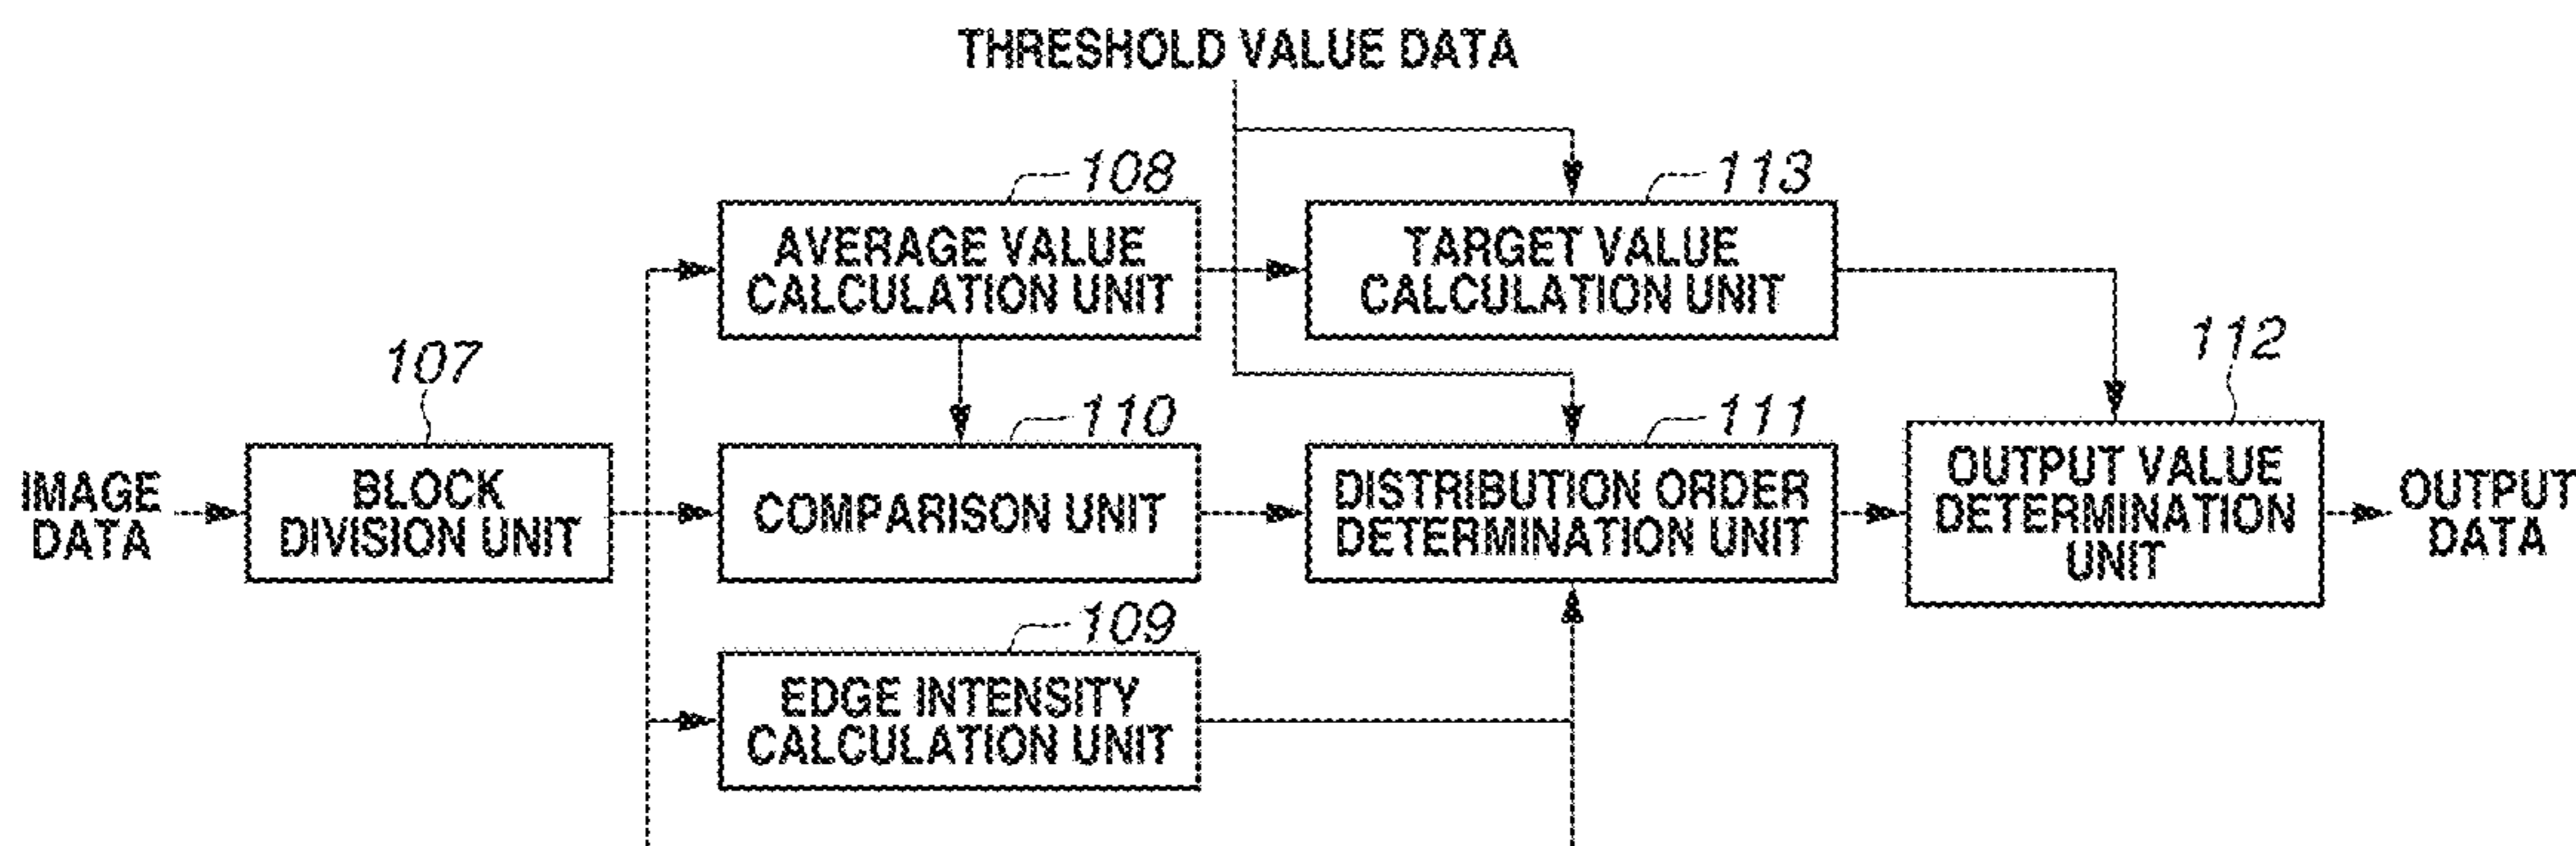 THRESHOLD VALUE DATA
108
113
AVERAGE VALUE
CALCULATION UNIT
TARGET VALUE
CALCULATION UNIT
107
112
110
111
IMAGE
DATA
BLOCK
DIVISION UNIT
COMPARISON UNIT
DISTRIBUTION ORDER
DETERMINATION UNIT
OUTPUT VALUE
DETERMINATION
UNIT
OUTPUT
DATA
109
EDGE INTENSITY
CALCULATION UNIT